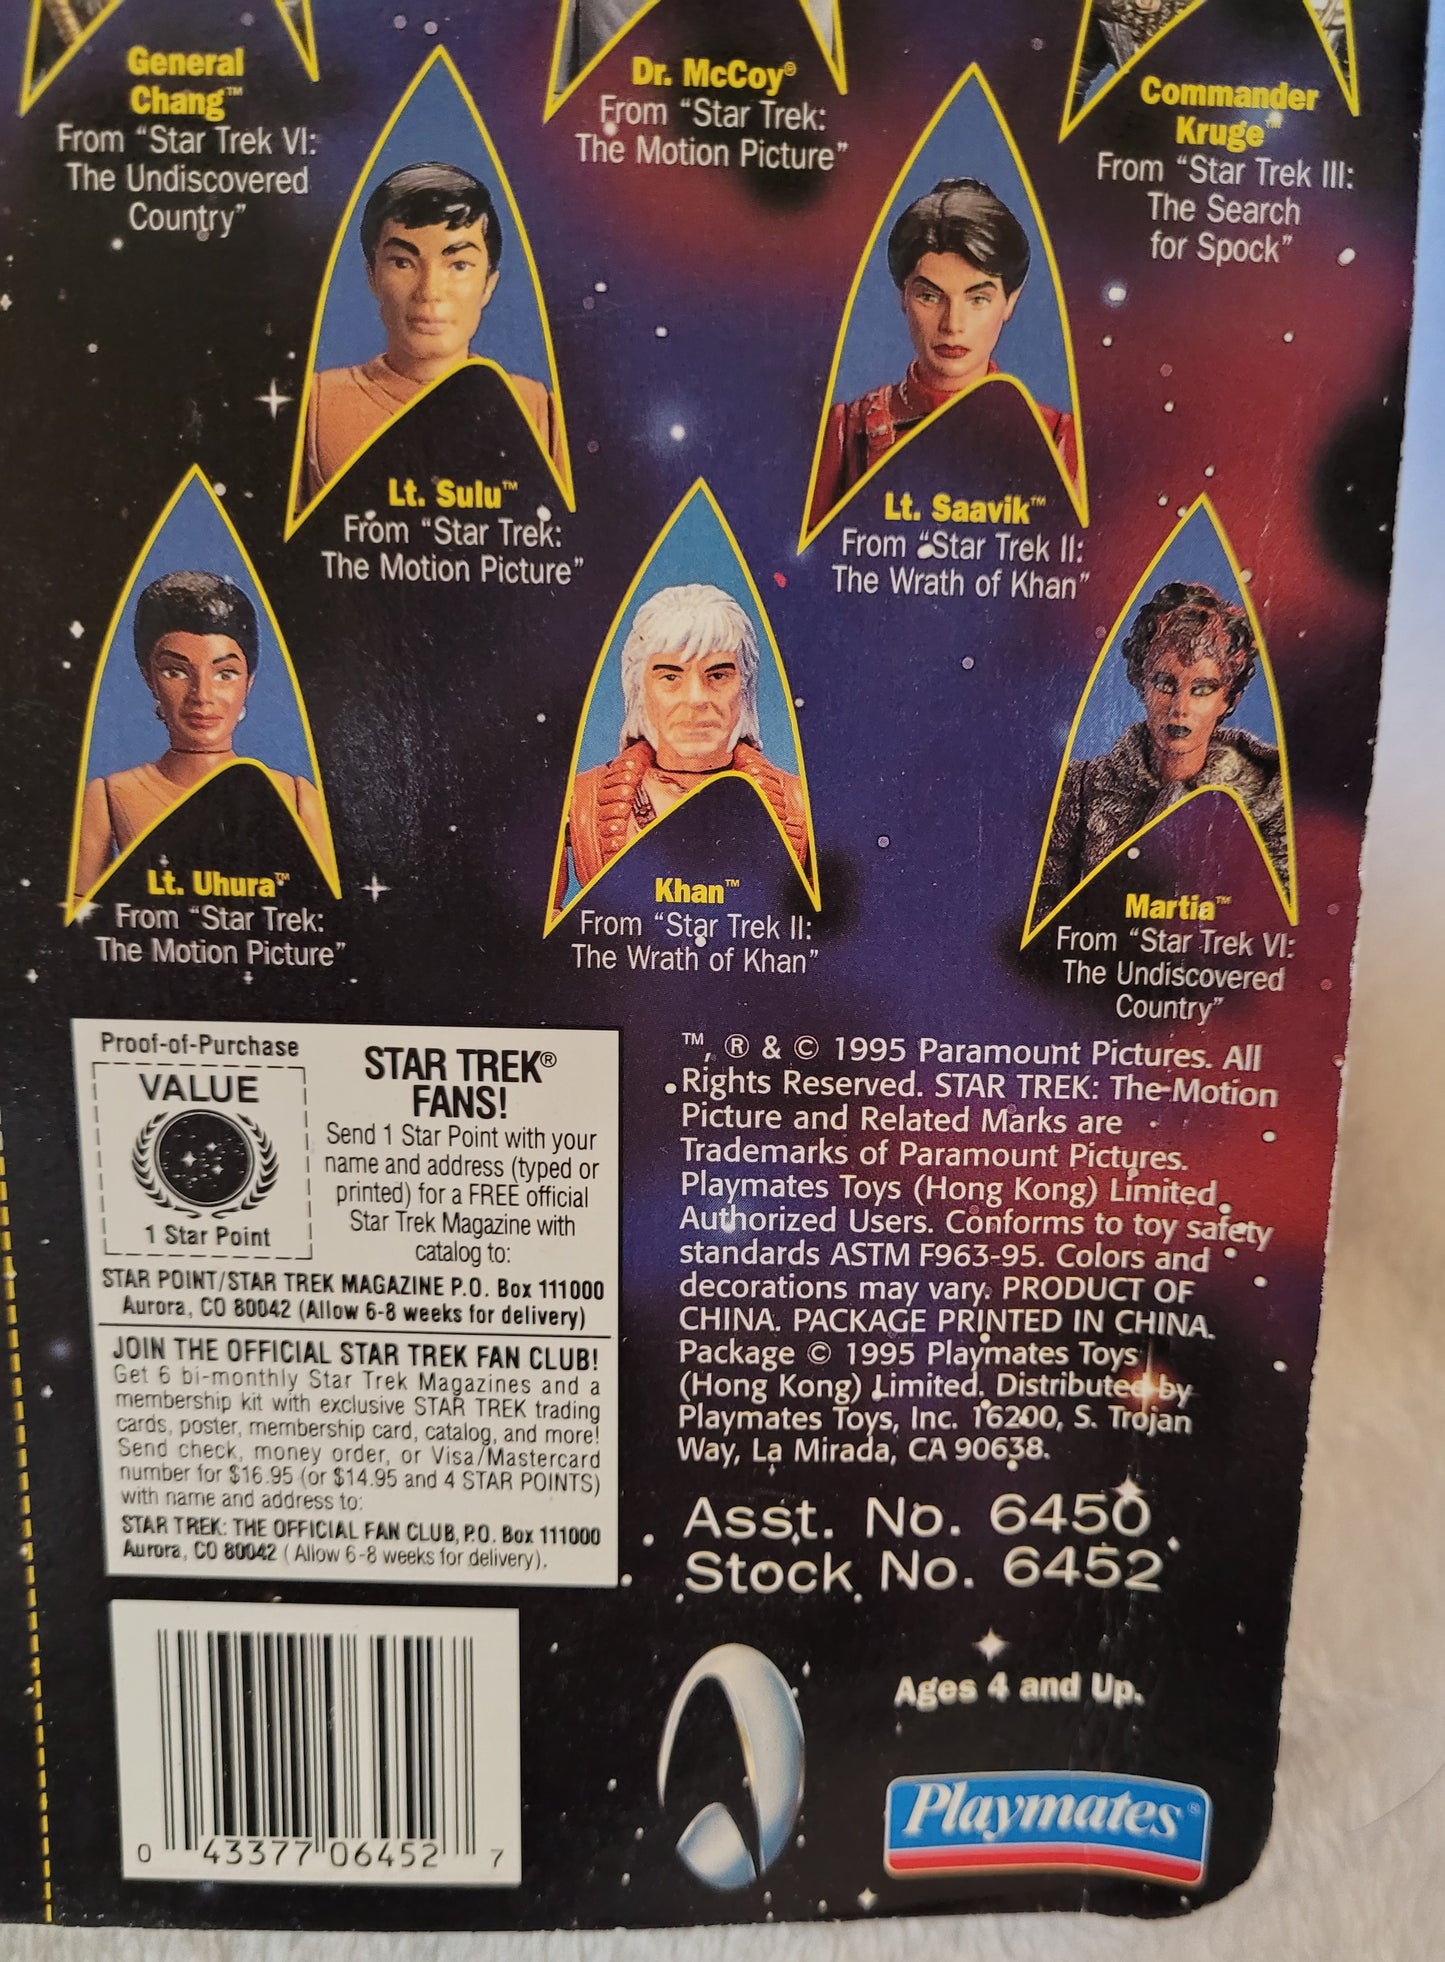 General
Chang™
From "Star Trek VI:
The Undiscovered
Country"
Dr. McCoy®
From "Star Trek:
The Motion Picture"
Commander
Kruge™
From "Star Trek III:
The Search
for Spock"
Lt. Sulu™
From "Star Trek:
The Motion Picture"
Lt. Saavik™
From "Star Trek II:
The Wrath of Khan"
Lt. Uhura™
From "Star Trek:
The Motion Picture"
Khan™
From "Star Trek II:
The Wrath of Khan"
Martia™
From "Star Trek VI:
The Undiscovered
Country"
Proof-of-Purchase
VALUE
1 Star Point
STAR TREK®
FANS!
Send 1 Star Point with your
name and address (typed or
printed) for a FREE official
Star Trek Magazine with
catalog to:
STAR POINT/STAR TREK MAGAZINE P.O. Box 111000
Aurora, CO 80042 (Allow 6-8 weeks for delivery)
JOIN THE OFFICIAL STAR TREK FAN CLUB!
Get 6 bi-monthly Star Trek Magazines and a
membership kit with exclusive STAR TREK trading
cards, poster, membership card, catalog, and more!
Send check, money order, or Visa/Mastercard
number for $16.95 (or $14.95 and 4 STAR POINTS)
with name and address to:
STAR TREK: THE OFFICIAL FAN CLUB, P.O. Box 111000
Aurora, CO 80042 (Allow 6-8 weeks for delivery).
™, ® & © 1995 Paramount Pictures. All
Rights Reserved. STAR TREK: The Motion
Picture and Related Marks are
Trademarks of Paramount Pictures.
Playmates Toys (Hong Kong) Limited
Authorized Users. Conforms to toy safety
standards ASTM F963-95. Colors and
decorations may vary. PRODUCT OF
CHINA. PACKAGE PRINTED IN CHINA.
Package © 1995 Playmates Toys
(Hong Kong) Limited. Distributed by
Playmates Toys, Inc. 16200, S. Trojan
Way, La Mirada, CA 90638.
Asst. No. 6450
Stock No. 6452
Ages 4 and Up.
0 43377 06452 7
Playmates®